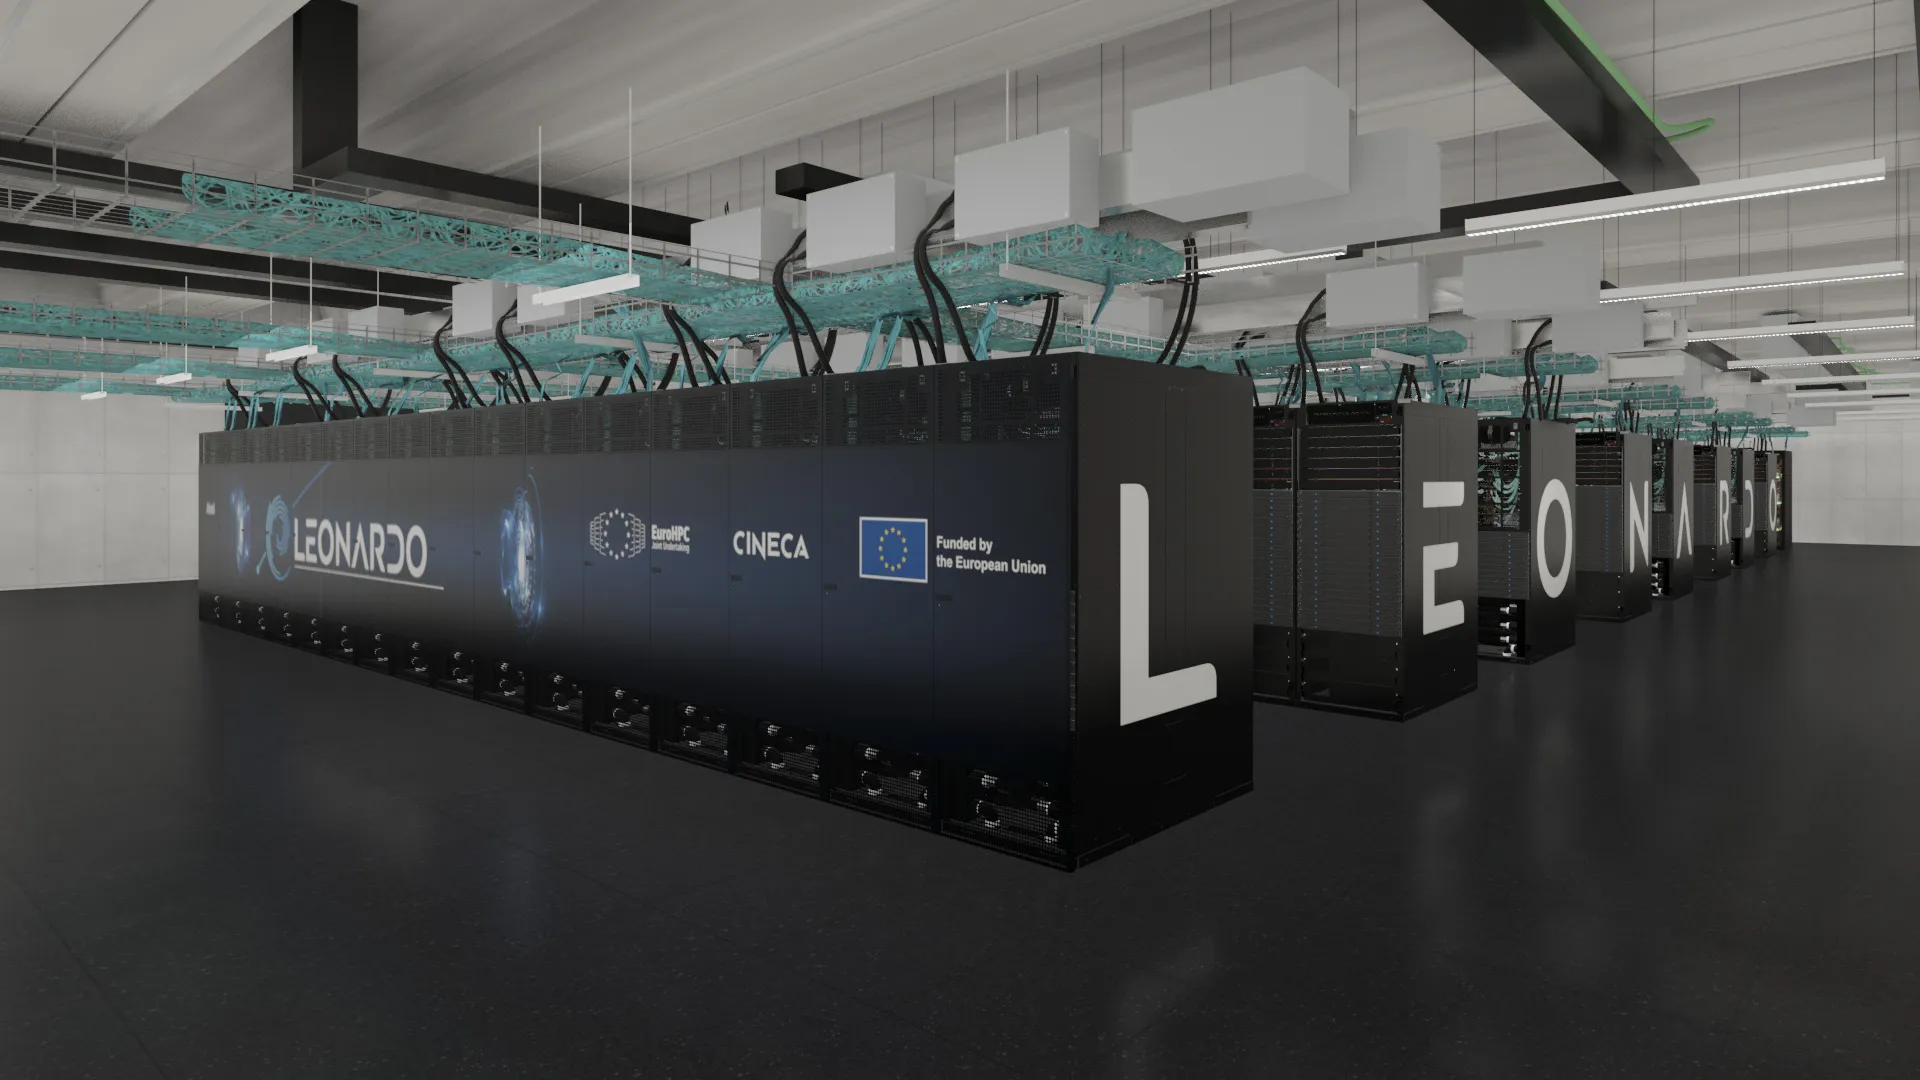 LEONARDO
EuroHPC
Joint Undertaking
CINECA
Funded by
the European Union
L
E
O
N
A
R
D
O